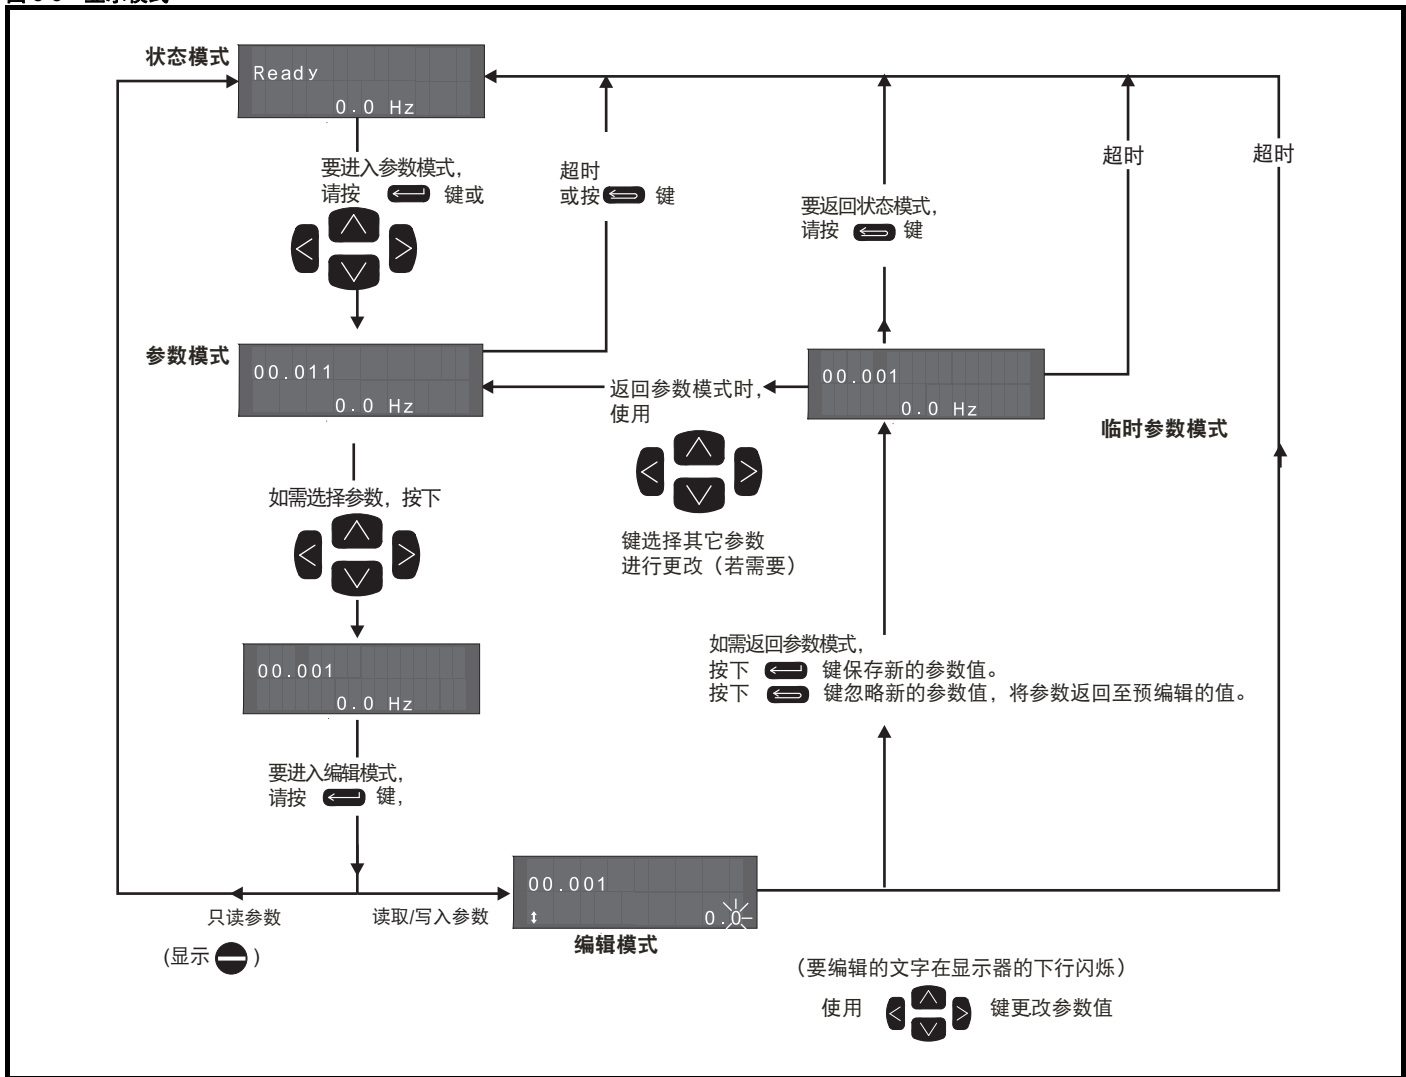 状态模式
Ready
0.0 Hz
要进入参数模式，
请按 键或
超时
或按 键
要返回状态模式，
请按 键
超时
超时
参数模式
00.011
0.0 Hz
返回参数模式时，
使用
键选择其它参数
进行更改（若需要）
00.001
0.0 Hz
临时参数模式
如需选择参数，按下
00.001
0.0 Hz
如需返回参数模式，
按下 键保存新的参数值。
按下 键忽略新的参数值，将参数返回至预编辑的值。
要进入编辑模式，
请按 键，
只读参数
(显示 )
读取/写入参数
00.001
0.0
编辑模式
（要编辑的文字在显示器的下行闪烁）
使用 键更改参数值